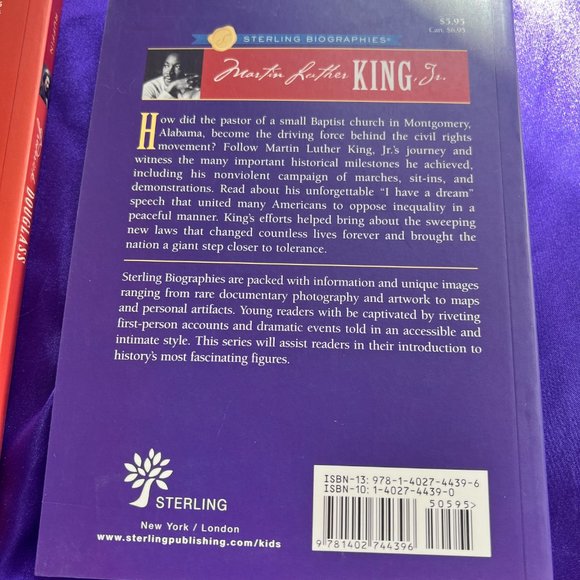 $5.95
Can. $6.95
STERLING BIOGRAPHIES®
Martin Luther KING, Jr.
How did the pastor of a small Baptist church in Montgomery,
Alabama, become the driving force behind the civil rights
movement? Follow Martin Luther King, Jr.'s journey and
witness the many important historical milestones he achieved,
including his nonviolent campaign of marches, sit-ins, and
demonstrations. Read about his unforgettable "I have a dream"
speech that united many Americans to oppose inequality in a
peaceful manner. King's efforts helped bring about the sweeping
new laws that changed countless lives forever and brought the
nation a giant step closer to tolerance.
Sterling Biographies are packed with information and unique images
ranging from rare documentary photography and artwork to maps
and personal artifacts. Young readers with be captivated by riveting
first-person accounts and dramatic events told in an accessible and
intimate style. This series will assist readers in their introduction to
history's most fascinating figures.
STERLING
New York / London
www.sterlingpublishing.com/kids
ISBN-13: 978-1-4027-4439-6
ISBN-10: 1-4027-4439-0
50595>
9 781402 744396
DOUGLASS